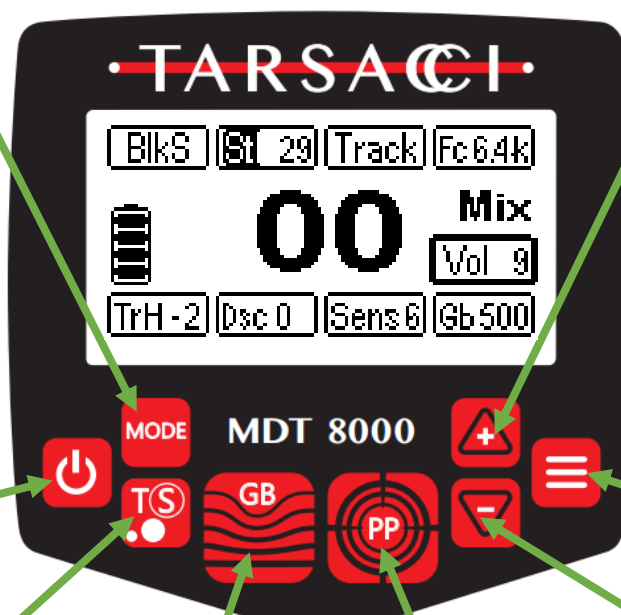 TARSACCI
BlkS St 29 Track Fc 6.4k
00 Mix
Vol 9
TrH -2 Dsc 0 Sens 6 Gb 500
MODE MDT 8000 +
TS GB PP -